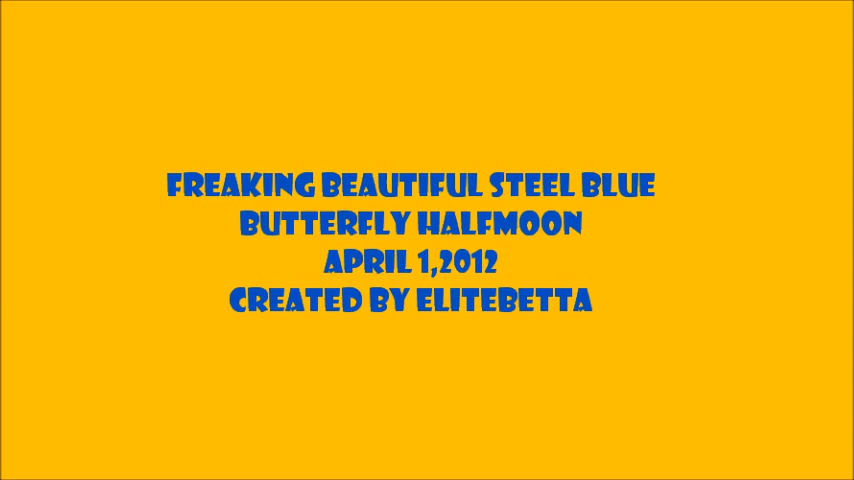 FREAKING BEAUTIFUL STEEL BLUE
BUTTERFLY HALFMOON
APRIL 1,2012
CREATED BY ELITEBETTA